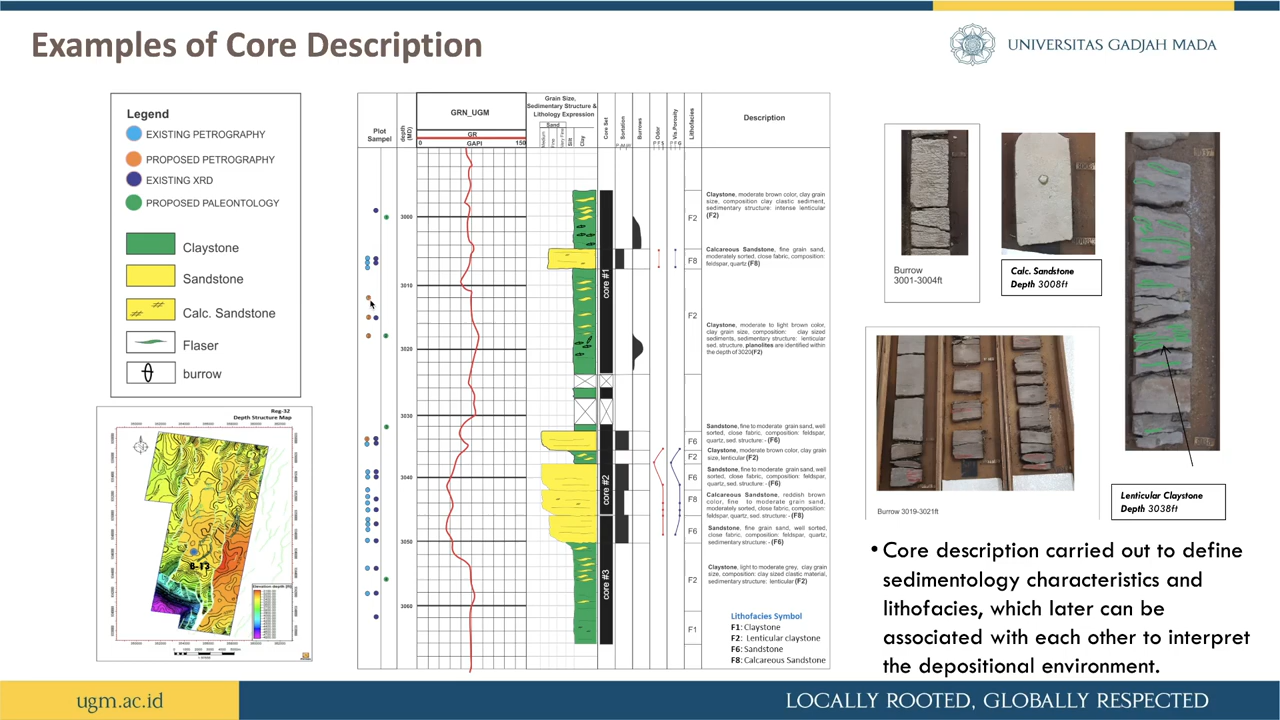 Examples of Core Description
UNIVERSITAS GADJAH MADA
Legend
EXISTING PETROGRAPHY
PROPOSED PETROGRAPHY
EXISTING XRD
PROPOSED PALEONTOLOGY
Claystone
Sandstone
Calc. Sandstone
Flaser
burrow
Reg-32
Depth Structure Map
B-13
Plot
Sampel
depth
(MD)
GRN_UGM
GR
0 GAPI 150
Grain Size,
Sedimentary Structure &
Lithology Expression
Sand
Medium
Fine
Very Fine
Silt
Clay
Core Set
Sortation
Burrows
Odor
Vis.Porosity
Lithofacies
Description
3000
3010
3020
3030
3040
3050
3060
core #1
core #2
core #3
F2
F8
F2
F6
F2
F6
F8
F6
F2
F1
Claystone, moderate brown color, clay grain
size, composition clay clastic sediment,
sedimentary structure: intense lenticular
(F2)
Calcareous Sandstone, fine grain sand,
moderately sorted, close fabric, composition:
feldspar, quartz (F8)
Claystone, moderate to light brown color,
clay grain size, composition: clay sized
sediments, sedimentary structure: lenticular
sed. structure, planolites are identified within
the depth of 3020(F2)
Sandstone, fine to moderate grain sand, well
sorted, close fabric, composition: feldspar,
quartz, sed. structure: - (F6)
Claystone, moderate brown color, clay grain
size, lenticular (F2)
Sandstone, fine to moderate grain sand, well
sorted, close fabric, composition: feldspar,
quartz, sed. structure: - (F6)
Calcareous Sandstone, reddish brown
color, fine to moderate grain sand,
moderately sorted, close fabric, composition:
feldspar, quartz, sed. structure: - (F8)
Sandstone, fine grain sand, well sorted,
close fabric, composition: feldspar, quartz,
sedimentary structure: - (F6)
Claystone, light to moderate grey, clay grain
size, composition: clay sized clastic material,
sedimentary structure: lenticular (F2)
Lithofacies Symbol
F1: Claystone
F2: Lenticular claystone
F6: Sandstone
F8: Calcareous Sandstone
Burrow
3001-3004ft
Calc. Sandstone
Depth 3008ft
Burrow 3019-3021ft
Lenticular Claystone
Depth 3038ft
• Core description carried out to define
sedimentology characteristics and
lithofacies, which later can be
associated with each other to interpret
the depositional environment.
ugm.ac.id
LOCALLY ROOTED, GLOBALLY RESPECTED